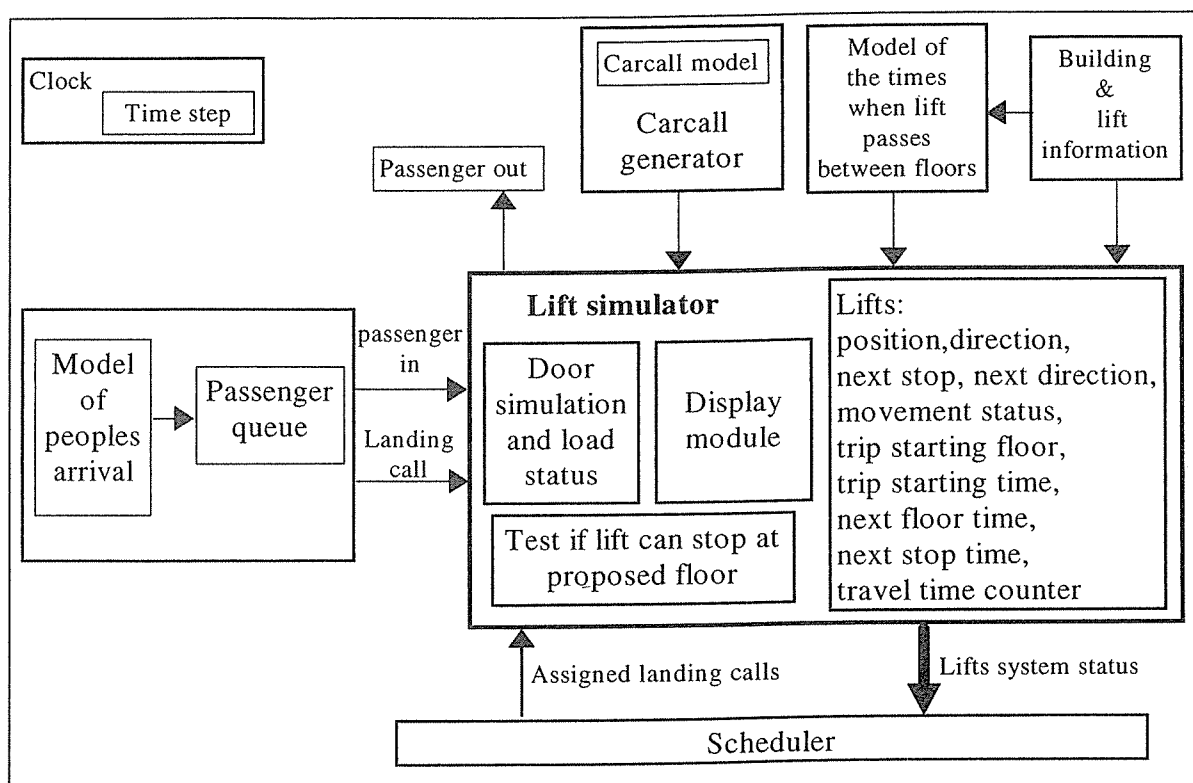 Clock
Time step
Carcall model
Carcall
generator
Model of
the times
when lift
passes
between floors
Building
&
lift
information
Passenger out
Model
of
peoples
arrival
Passenger
queue
passenger
in
Landing
call
Lift simulator
Door
simulation
and load
status
Display
module
Test if lift can stop at
proposed floor
Lifts:
position,direction,
next stop, next direction,
movement status,
trip starting floor,
trip starting time,
next floor time,
next stop time,
travel time counter
Assigned landing calls
Lifts system status
Scheduler